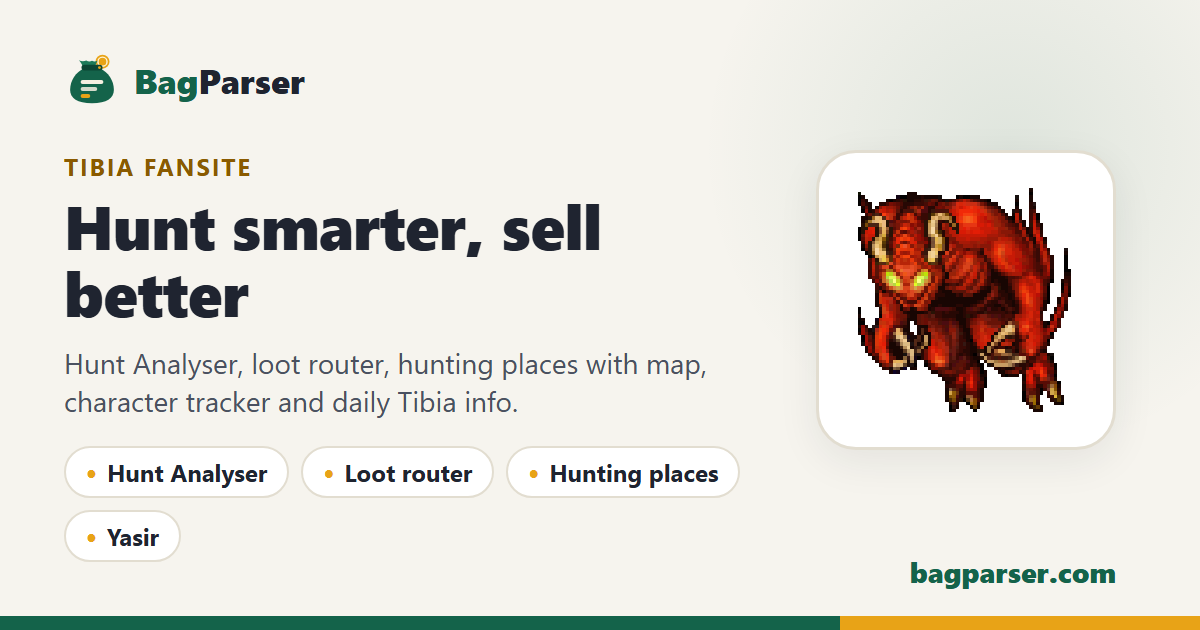 BagParser
TIBIA FANSITE
Hunt smarter, sell
better
Hunt Analyser, loot router, hunting places with map,
character tracker and daily Tibia info.
Hunt Analyser
Loot router
Hunting places
Yasir
bagparser.com